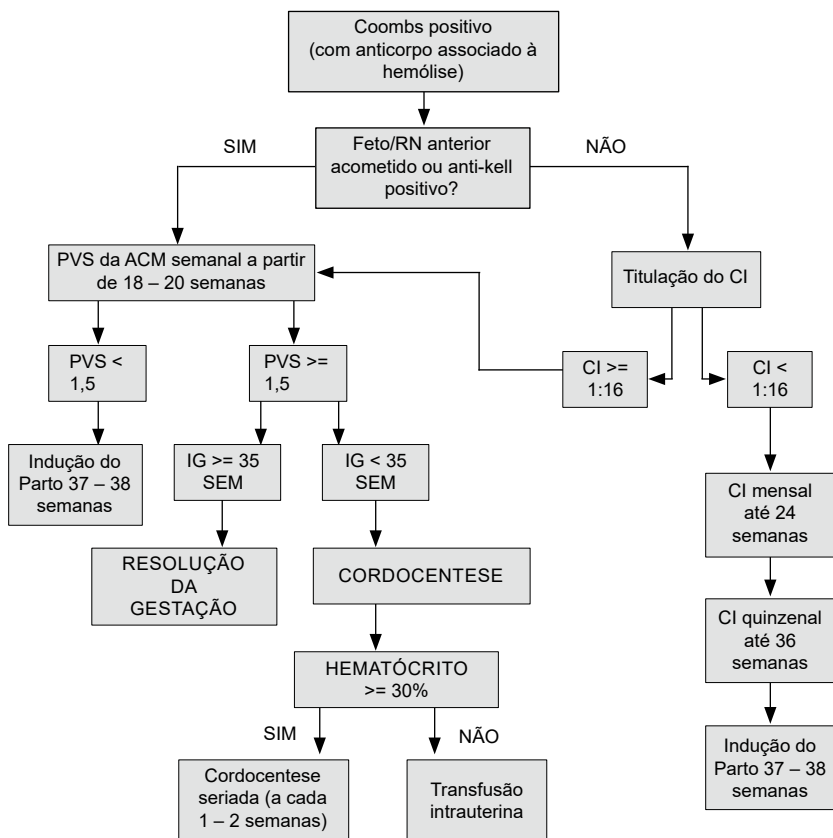 Coombs positivo
(com anticorpo associado à
hemólise)
SIM
Feto/RN anterior
acometido ou anti-kell
positivo?
NÃO
PVS da ACM semanal a partir
de 18 – 20 semanas
Titulação do CI
PVS <
1,5
PVS >=
1,5
CI >=
1:16
CI <
1:16
Indução do
Parto 37 – 38
semanas
IG >= 35
SEM
IG < 35
SEM
CI mensal
até 24
semanas
RESOLUÇÃO
DA
GESTAÇÃO
CORDOCENTESE
CI quinzenal
até 36
semanas
HEMATÓCRITO
>= 30%
SIM
NÃO
Cordocentese
seriada (a cada
1 – 2 semanas)
Transfusão
intrauterina
Indução do
Parto 37 – 38
semanas